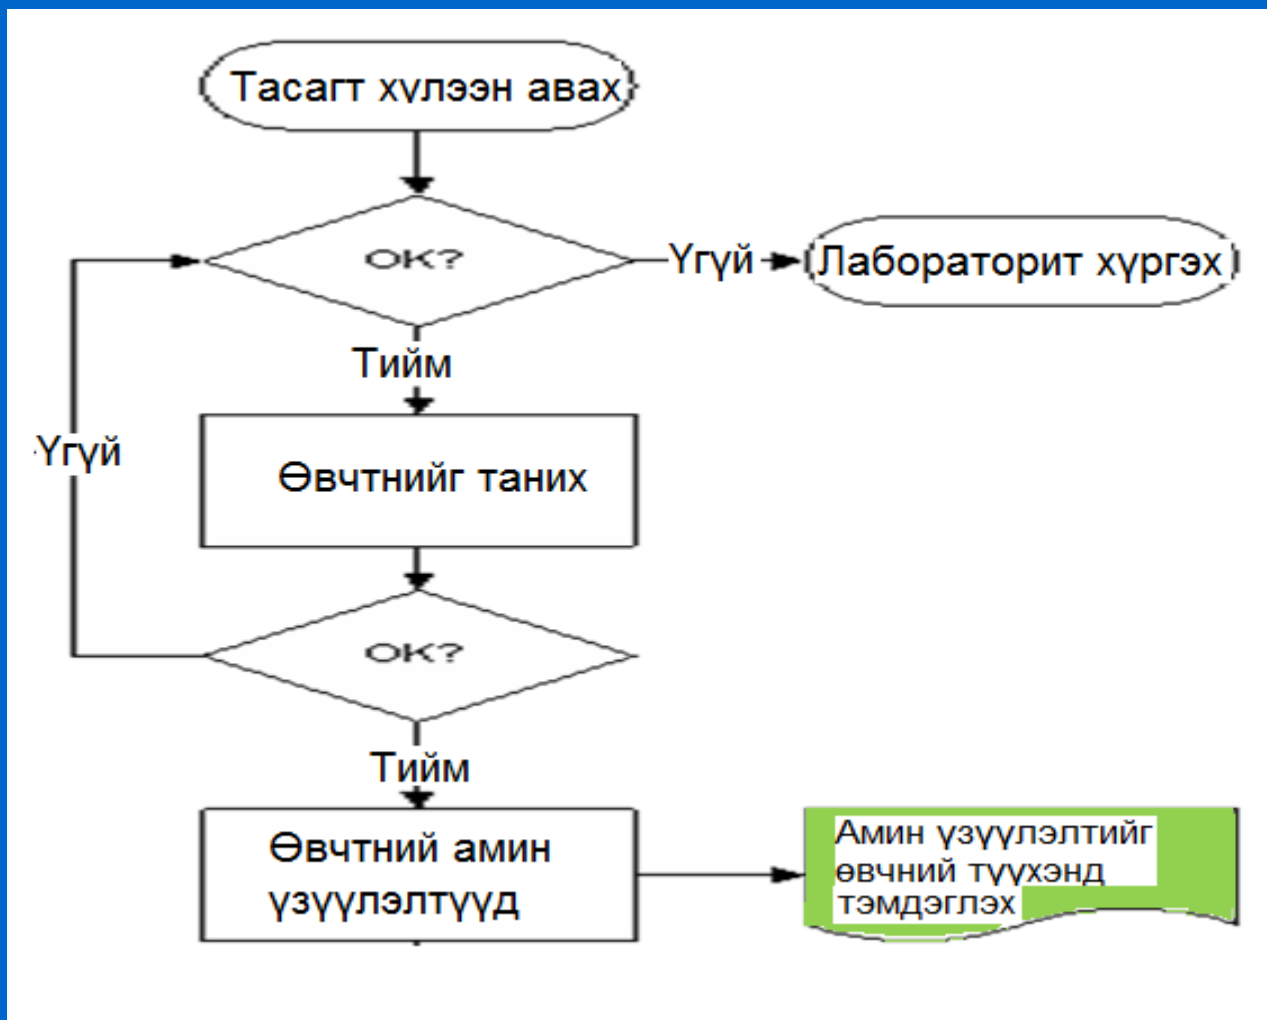 Тасагт хүлээн авах
OK?
Үгүй
Лабораторит хүргэх
Тийм
Үгүй
Өвчтнийг таних
OK?
Тийм
Өвчтний амин
үзүүлэлтүүд
Амин үзүүлэлтийг
өвчний түүхэнд
тэмдэглэх